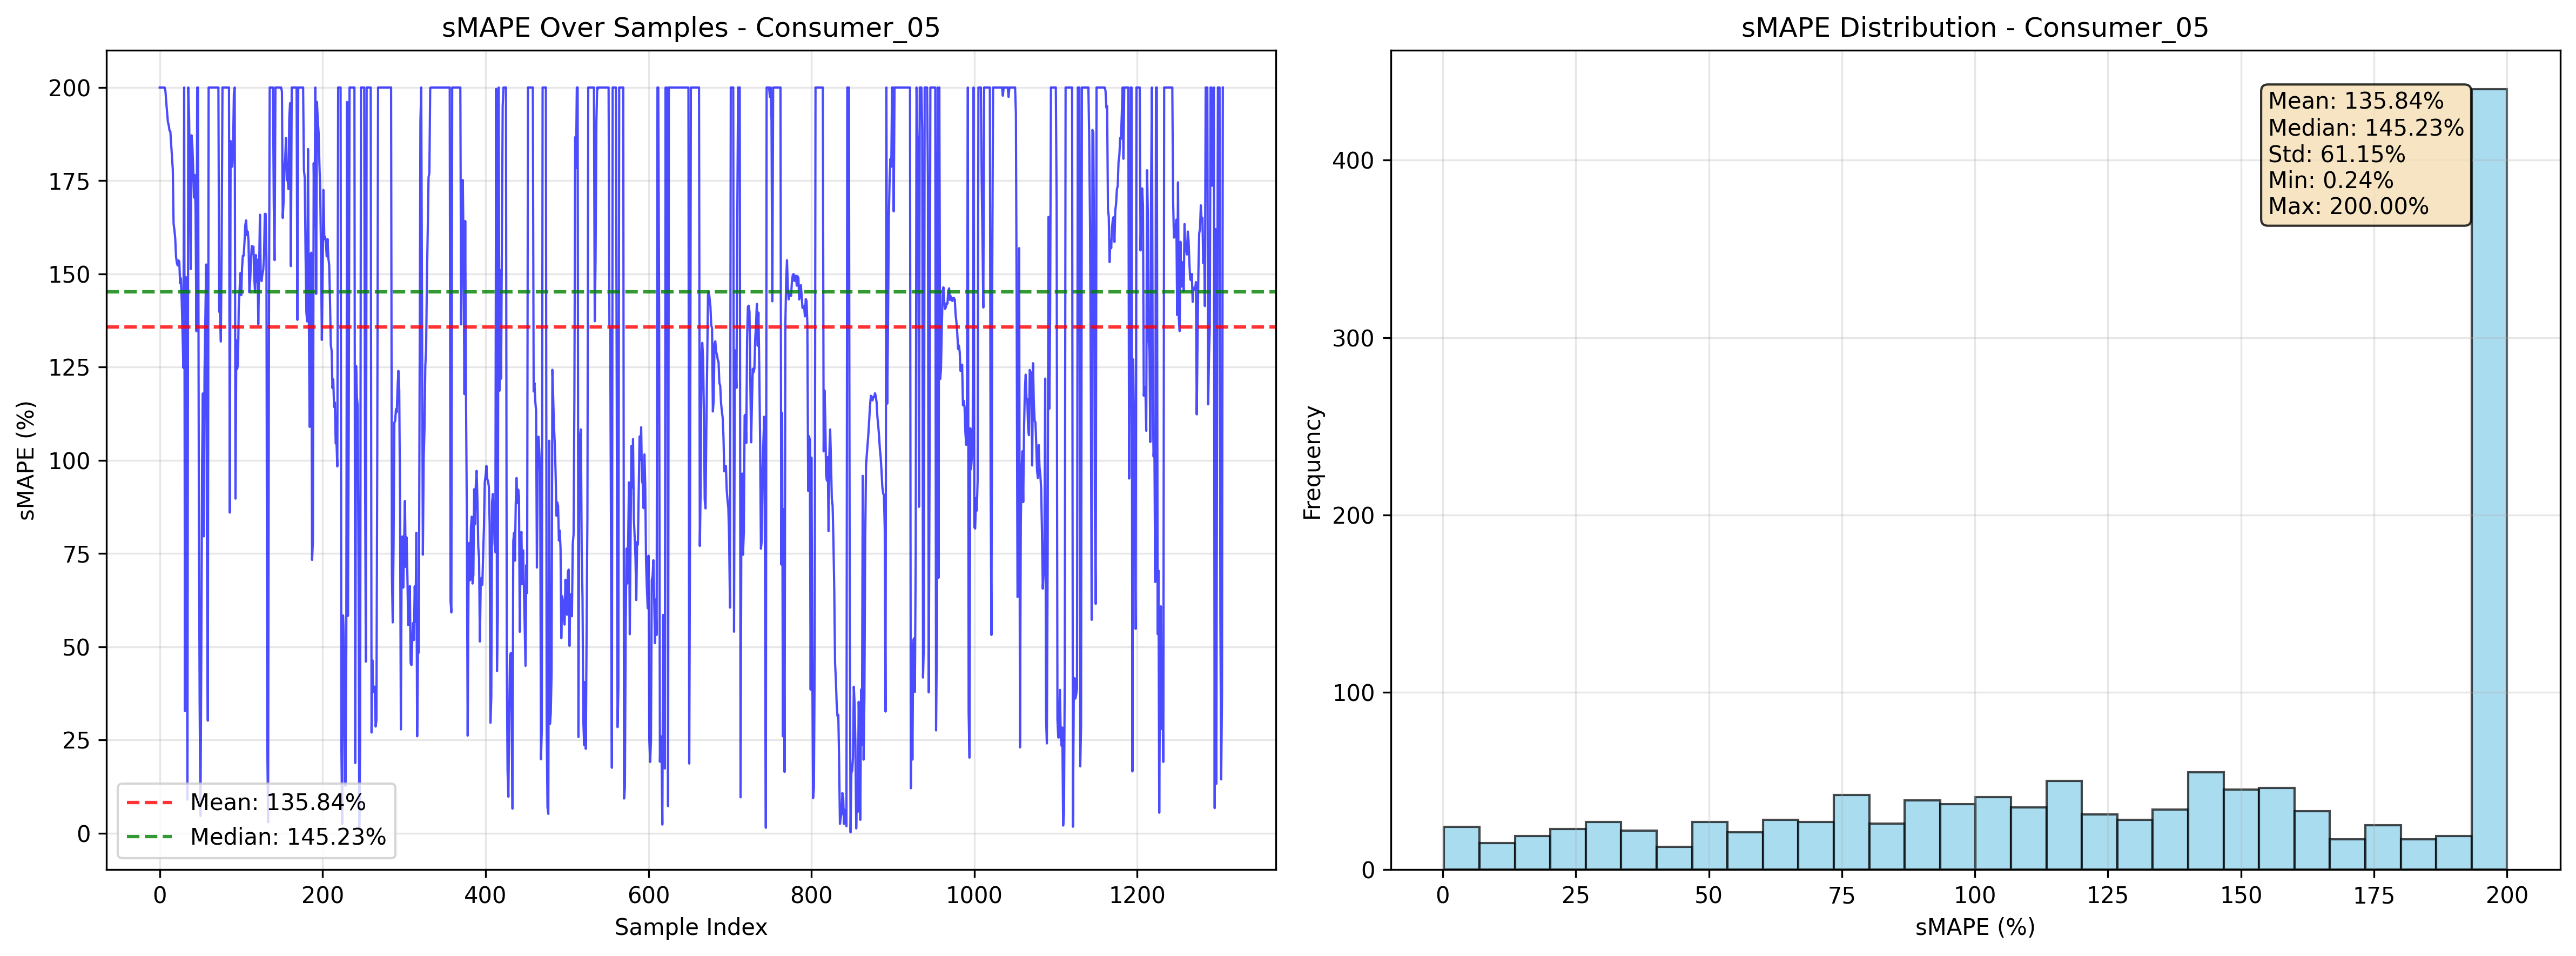 sMAPE Over Samples - Consumer_05
sMAPE (%)
200
175
150
125
100
75
50
25
0
Mean: 135.84%
Median: 145.23%
0
200
400
600
800
1000
1200
Sample Index
sMAPE Distribution - Consumer_05
Frequency
400
300
200
100
0
Mean: 135.84%
Median: 145.23%
Std: 61.15%
Min: 0.24%
Max: 200.00%
0
25
50
75
100
125
150
175
200
sMAPE (%)